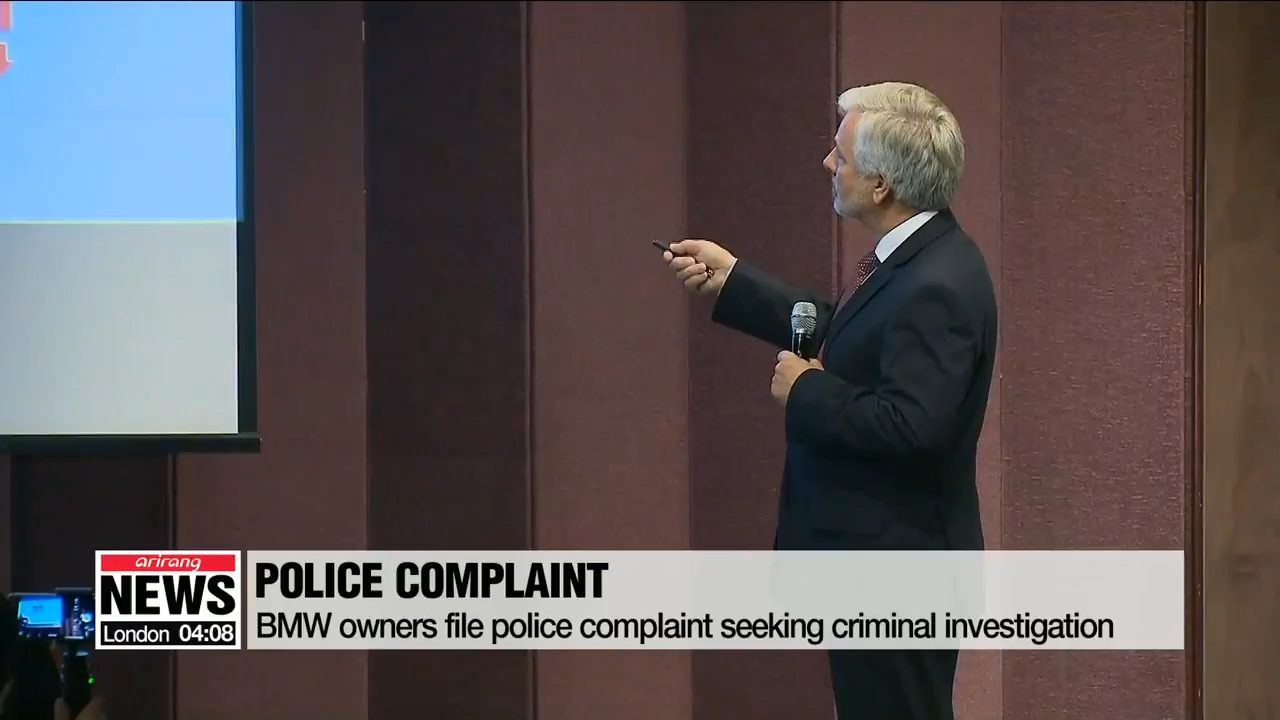 arirang
NEWS
London 04:08
POLICE COMPLAINT
BMW owners file police complaint seeking criminal investigation